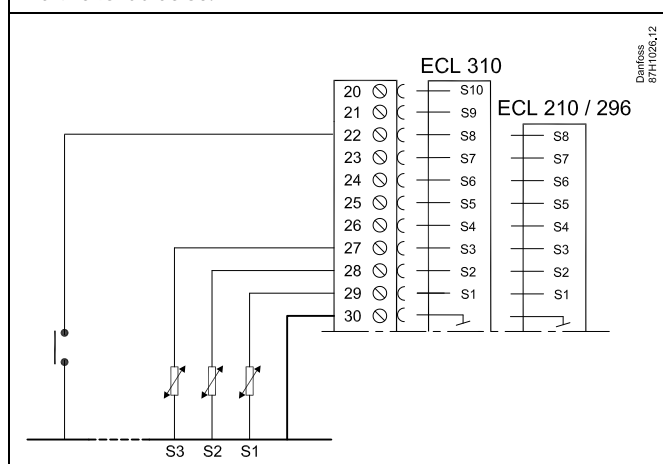 Danfoss
87H1026.12
ECL 310
ECL 210 / 296
20 S10
21 S9
22 S8 S8
23 S7 S7
24 S6 S6
25 S5 S5
26 S4 S4
27 S3 S3
28 S2 S2
29 S1 S1
30
S3 S2 S1